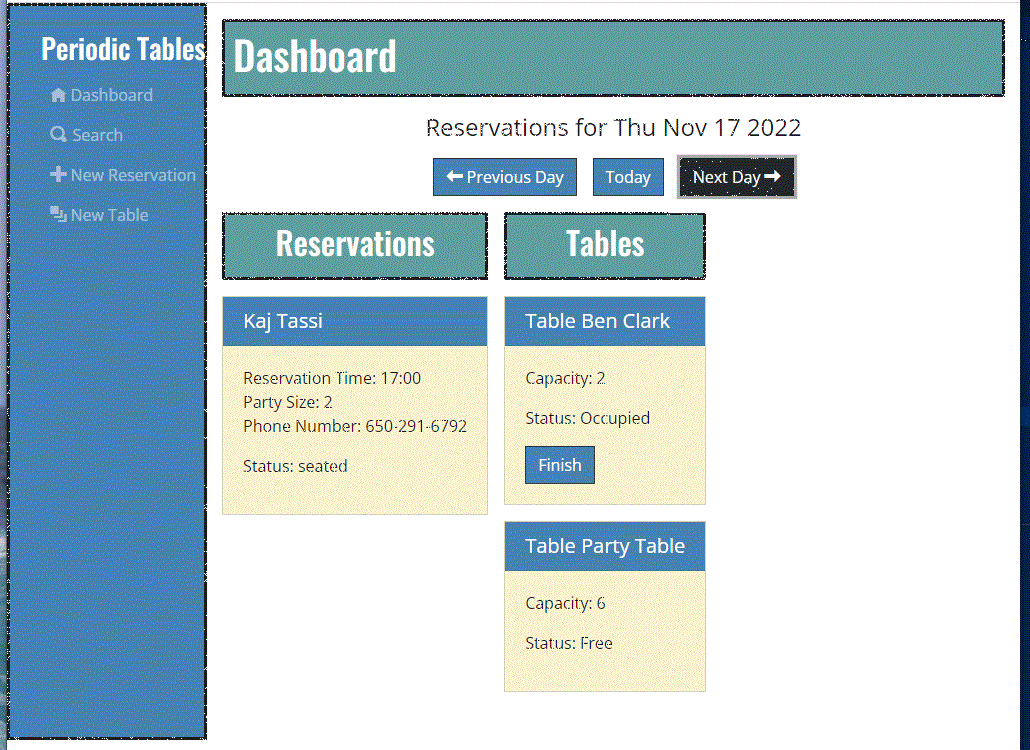 Periodic Tables
Dashboard
Search
New Reservation
New Table
Dashboard
Reservations for Thu Nov 17 2022
Previous Day
Today
Next Day
Reservations
Kaj Tassi
Reservation Time: 17:00
Party Size: 2
Phone Number: 650-291-6792
Status: seated
Tables
Table Ben Clark
Capacity: 2
Status: Occupied
Finish
Table Party Table
Capacity: 6
Status: Free